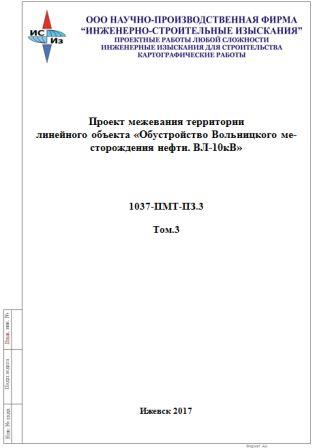 ИС
Из
ООО НАУЧНО-ПРОИЗВОДСТВЕННАЯ ФИРМА
“ИНЖЕНЕРНО-СТРОИТЕЛЬНЫЕ ИЗЫСКАНИЯ”
ПРОЕКТНЫЕ РАБОТЫ ЛЮБОЙ СЛОЖНОСТИ
ИНЖЕНЕРНЫЕ ИЗЫСКАНИЯ ДЛЯ СТРОИТЕЛЬСТВА
КАРТОГРАФИЧЕСКИЕ РАБОТЫ
Проект межевания территории
линейного объекта «Обустройство Вольницкого ме-
сторождения нефти. ВЛ-10кВ»
1037-ПМТ-ПЗ.3
Том.3
Взам. инв. №
Подп и дата
Инв. № подл.
Ижевск 2017
Формат А4